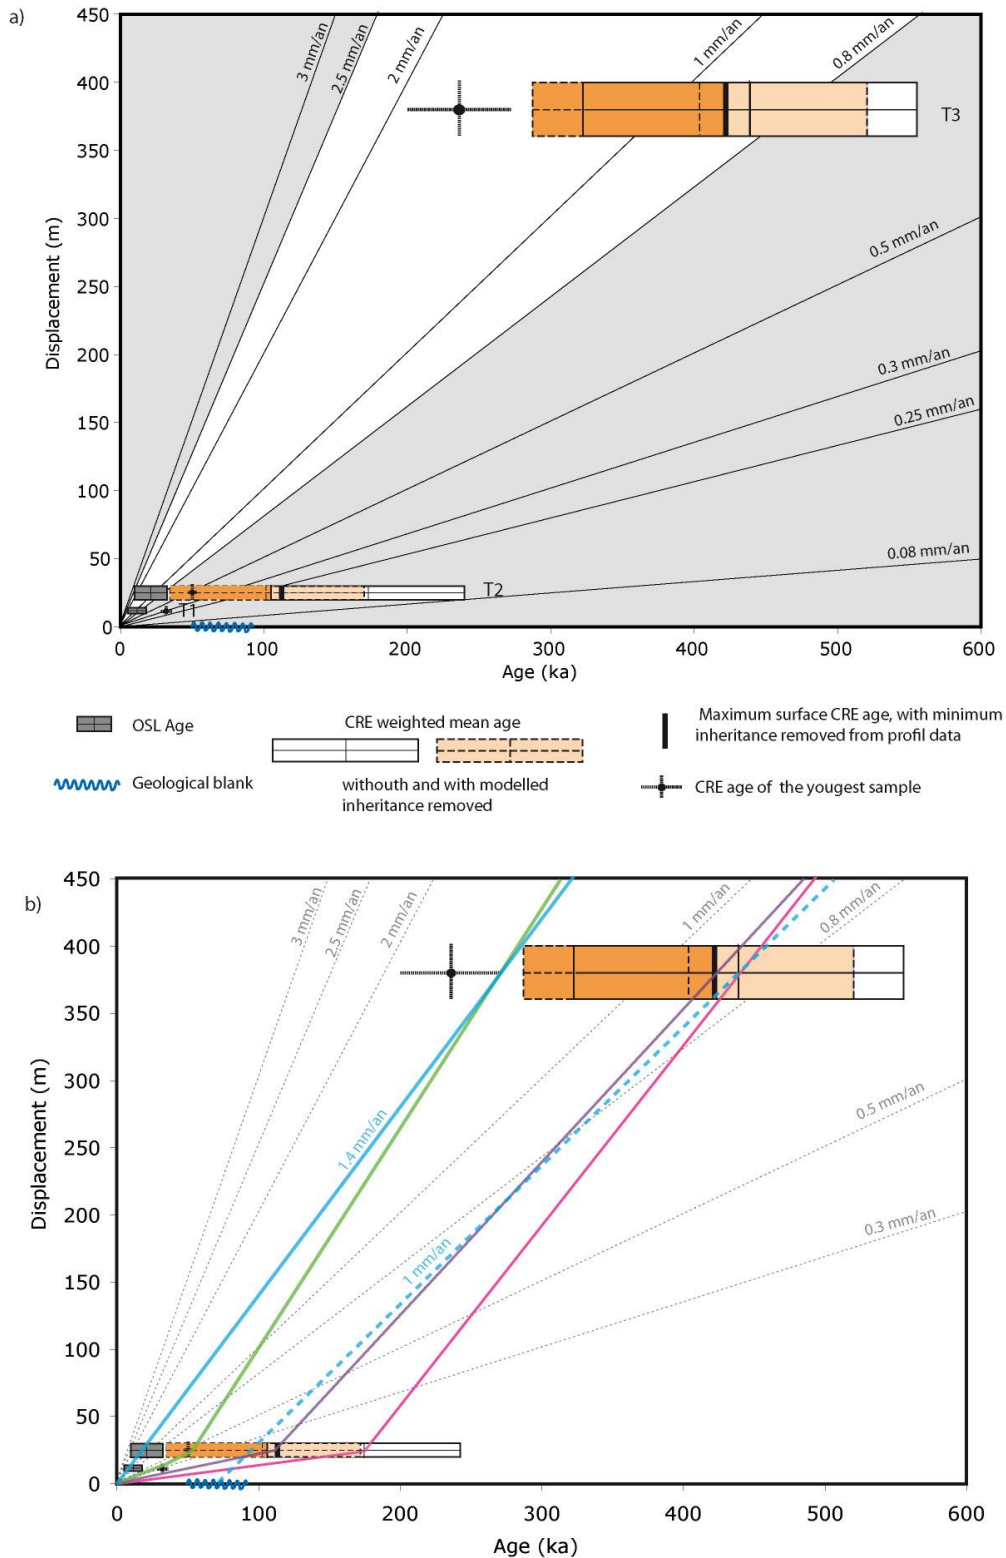 a)
450
400
350
300
250
200
150
100
50
0
Displacement (m)
3 mm/an
2.5 mm/an
2 mm/an
1 mm/an
0.8 mm/an
T3
0.5 mm/an
0.3 mm/an
0.25 mm/an
0.08 mm/an
T2
T1
0 100 200 300 400 500 600
Age (ka)
OSL Age
CRE weighted mean age
Maximum surface CRE age, with minimum
inheritance removed from profil data
Geological blank
withouth and with modelled
inheritance removed
CRE age of the yougest sample
b)
450
400
350
300
250
200
150
100
50
0
Displacement (m)
3 mm/an
2.5 mm/an
2 mm/an
1 mm/an
0.8 mm/an
1.4 mm/an
1 mm/an
0.5 mm/an
0.3 mm/an
0 100 200 300 400 500 600
Age (ka)